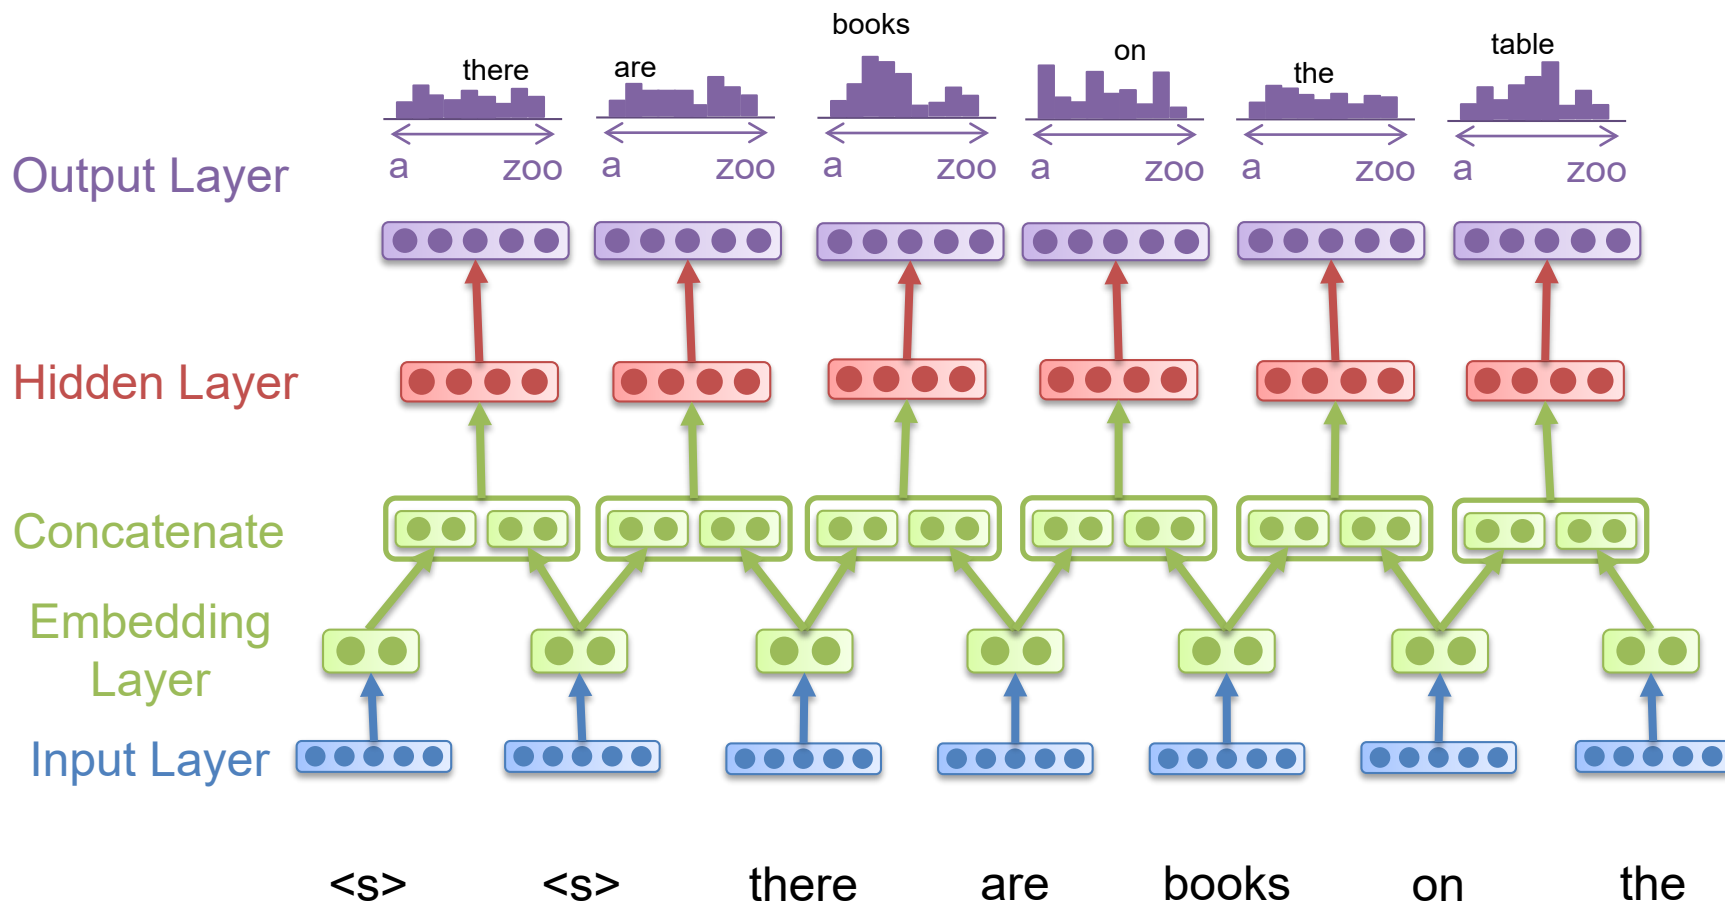 books
there
are
on
the
table
Output Layer
a zoo
a zoo
a zoo
a zoo
a zoo
a zoo
Hidden Layer
Concatenate
Embedding
Layer
Input Layer
<s> <s> there are books on the